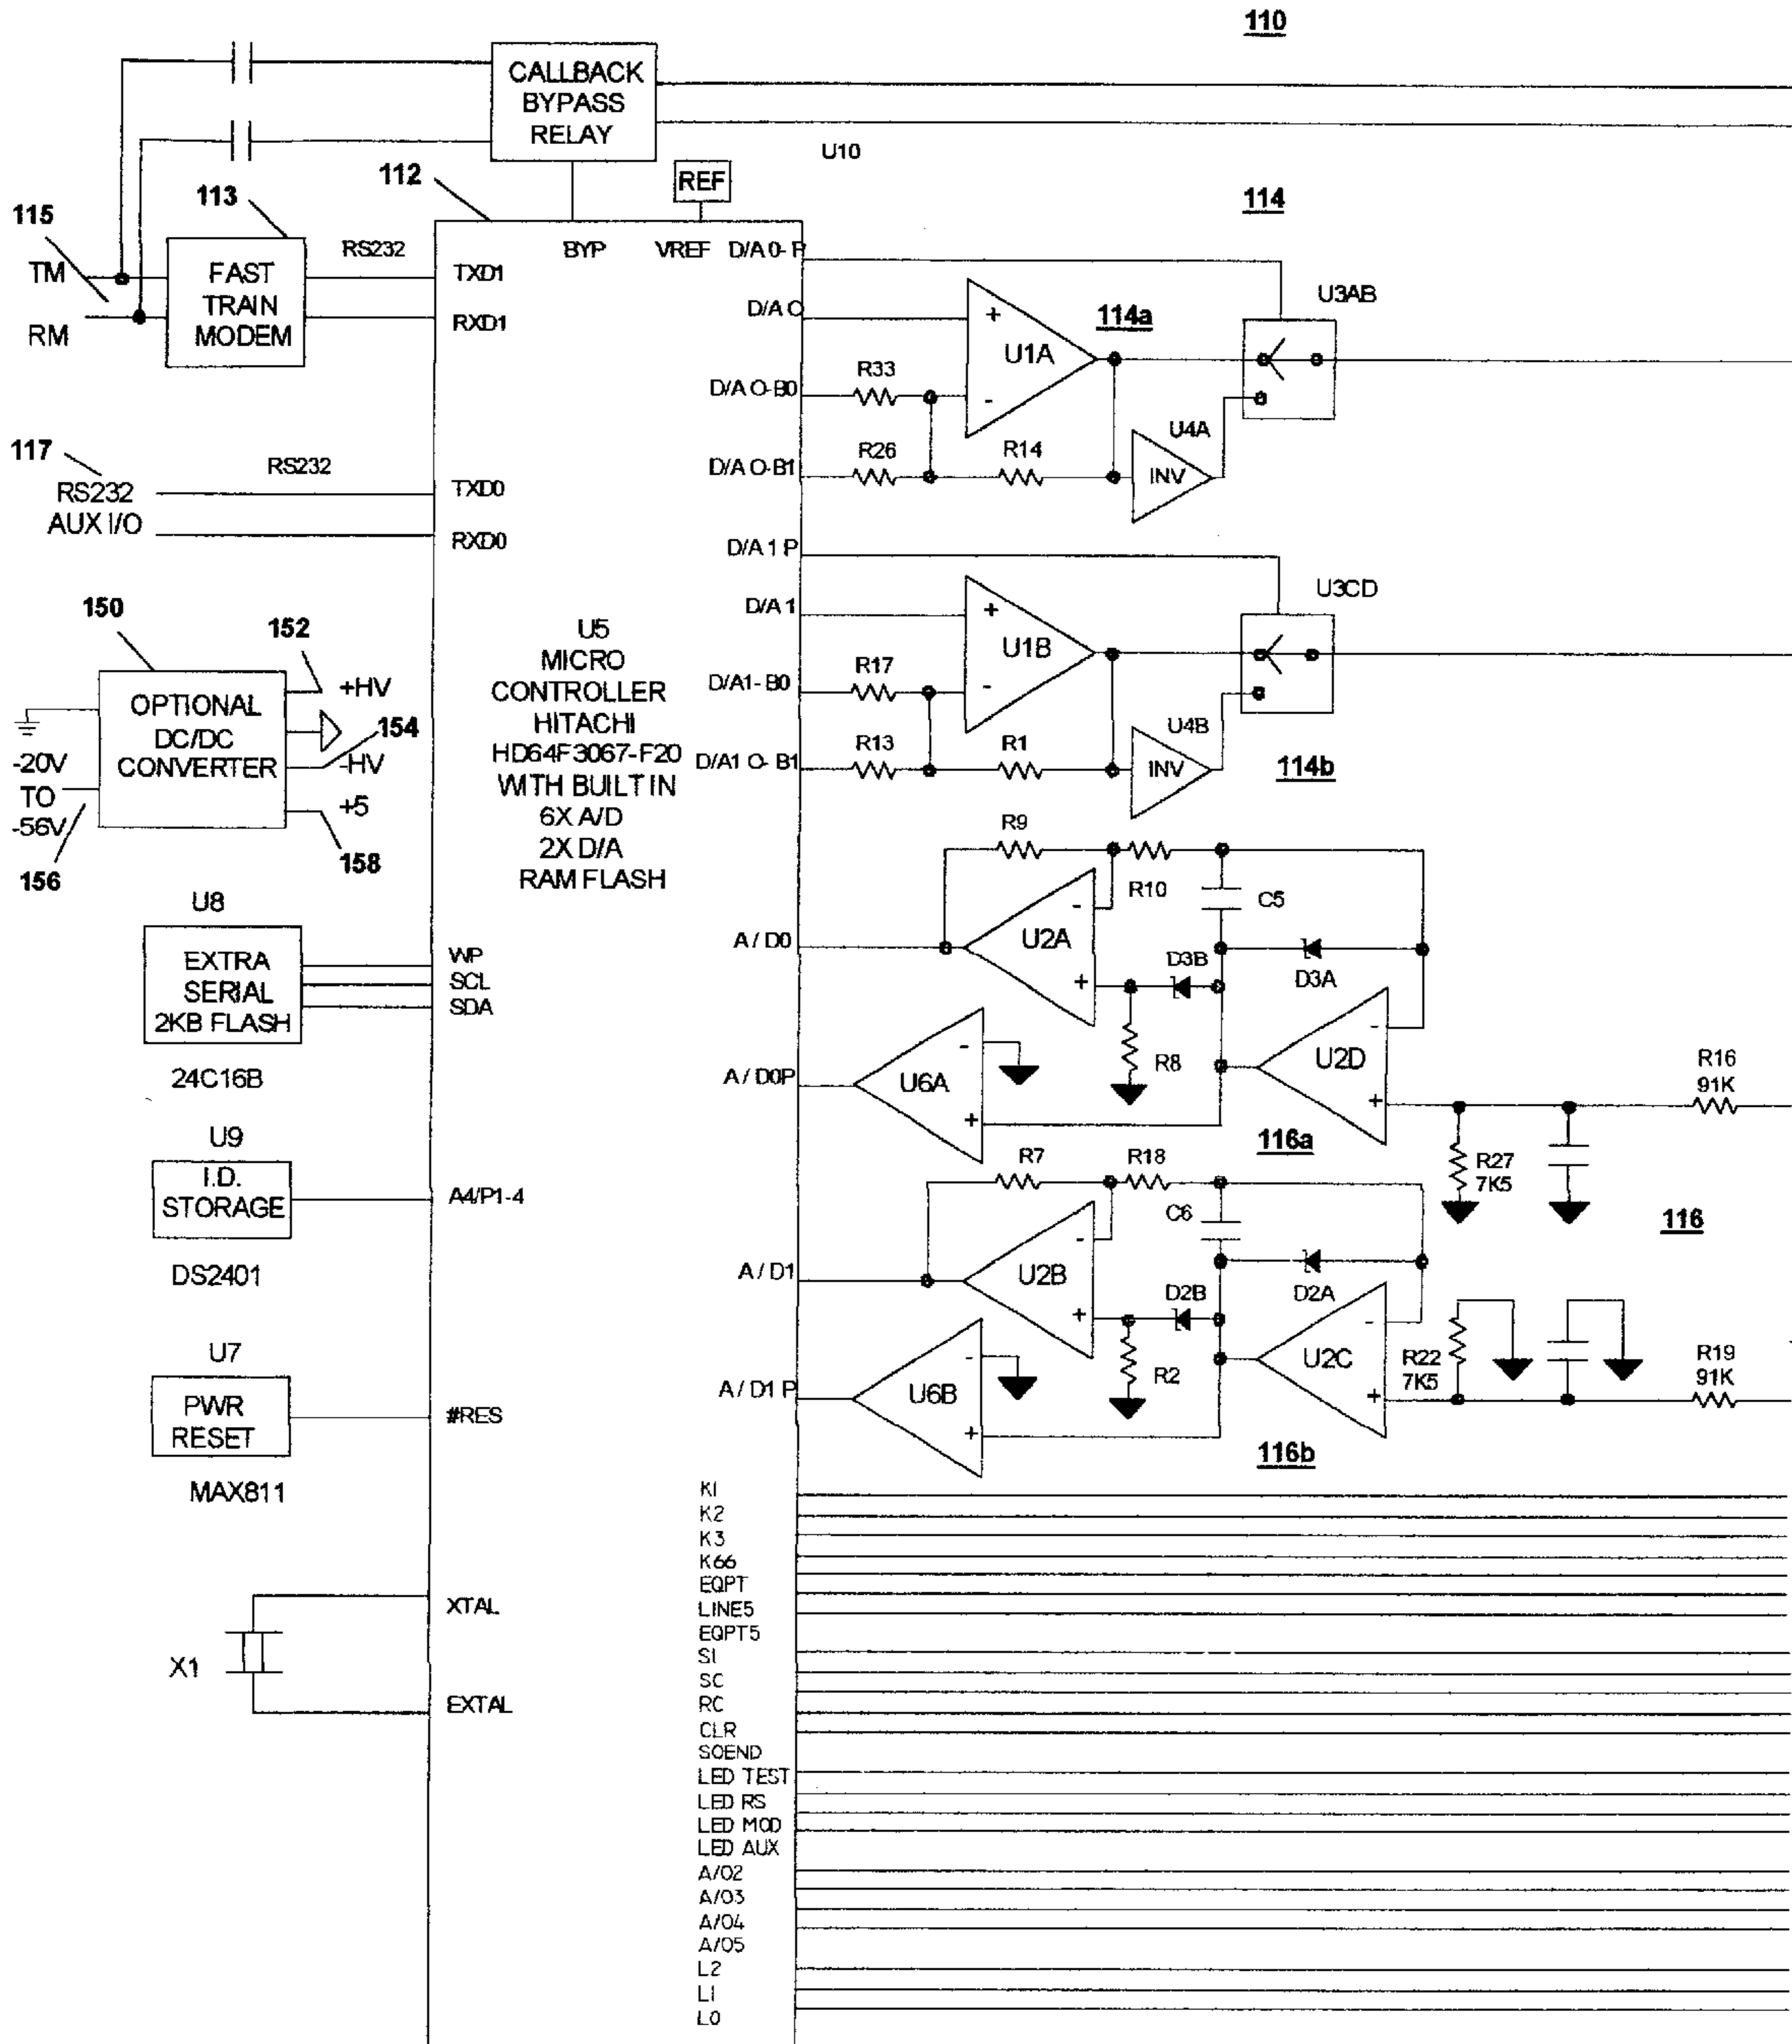 110
CALLBACK
BYPASS
RELAY
U10
112
REF
113
114
115
RS232
BYP
VREF
D/A0-P
TM
FAST
TRAIN
MODEM
TXD1
U3AB
D/A O
114a
RM
RXD1
+
U1A
R33
D/A O-B0
-
U4A
117
RS232
R26
R14
D/A O-B1
INV
RS232
AUX I/O
TXD0
RXD0
D/A 1 P
U3CD
150
152
D/A 1
+
U5
MICRO
CONTROLLER
HITACHI
HD64F3067-F20
WITH BUILT IN
6X A/D
2X D/A
RAM FLASH
U1B
R17
D/A1-B0
-
+HV
OPTIONAL
DC/DC
CONVERTER
154
U4B
R13
R1
D/A1 O- B1
INV
114b
-20V
TO
-56V
-HV
+5
156
158
R9
R10
C5
U8
-
U2A
A / D0
EXTRA
SERIAL
2KB FLASH
WP
SCL
SDA
D3B
D3A
+
-
U2D
R16
91K
24C16B
R8
A / D0P
U6A
-
+
+
U9
116a
R27
7K5
I.D.
STORAGE
A4/P1-4
R7
R18
C6
116
-
U2B
A / D1
DS2401
D2B
D2A
+
-
U7
U2C
R22
7K5
R19
91K
R2
A / D1 P
U6B
-
+
+
PWR
RESET
#RES
116b
MAX811
K1
K2
K3
K66
EQPT
LINE5
EQPT5
S1
SC
RC
CLR
SOEND
LED TEST
LED RS
LED MOD
LED AUX
A/02
A/03
A/04
A/05
L2
L1
L0
XTAL
X1
EXTAL